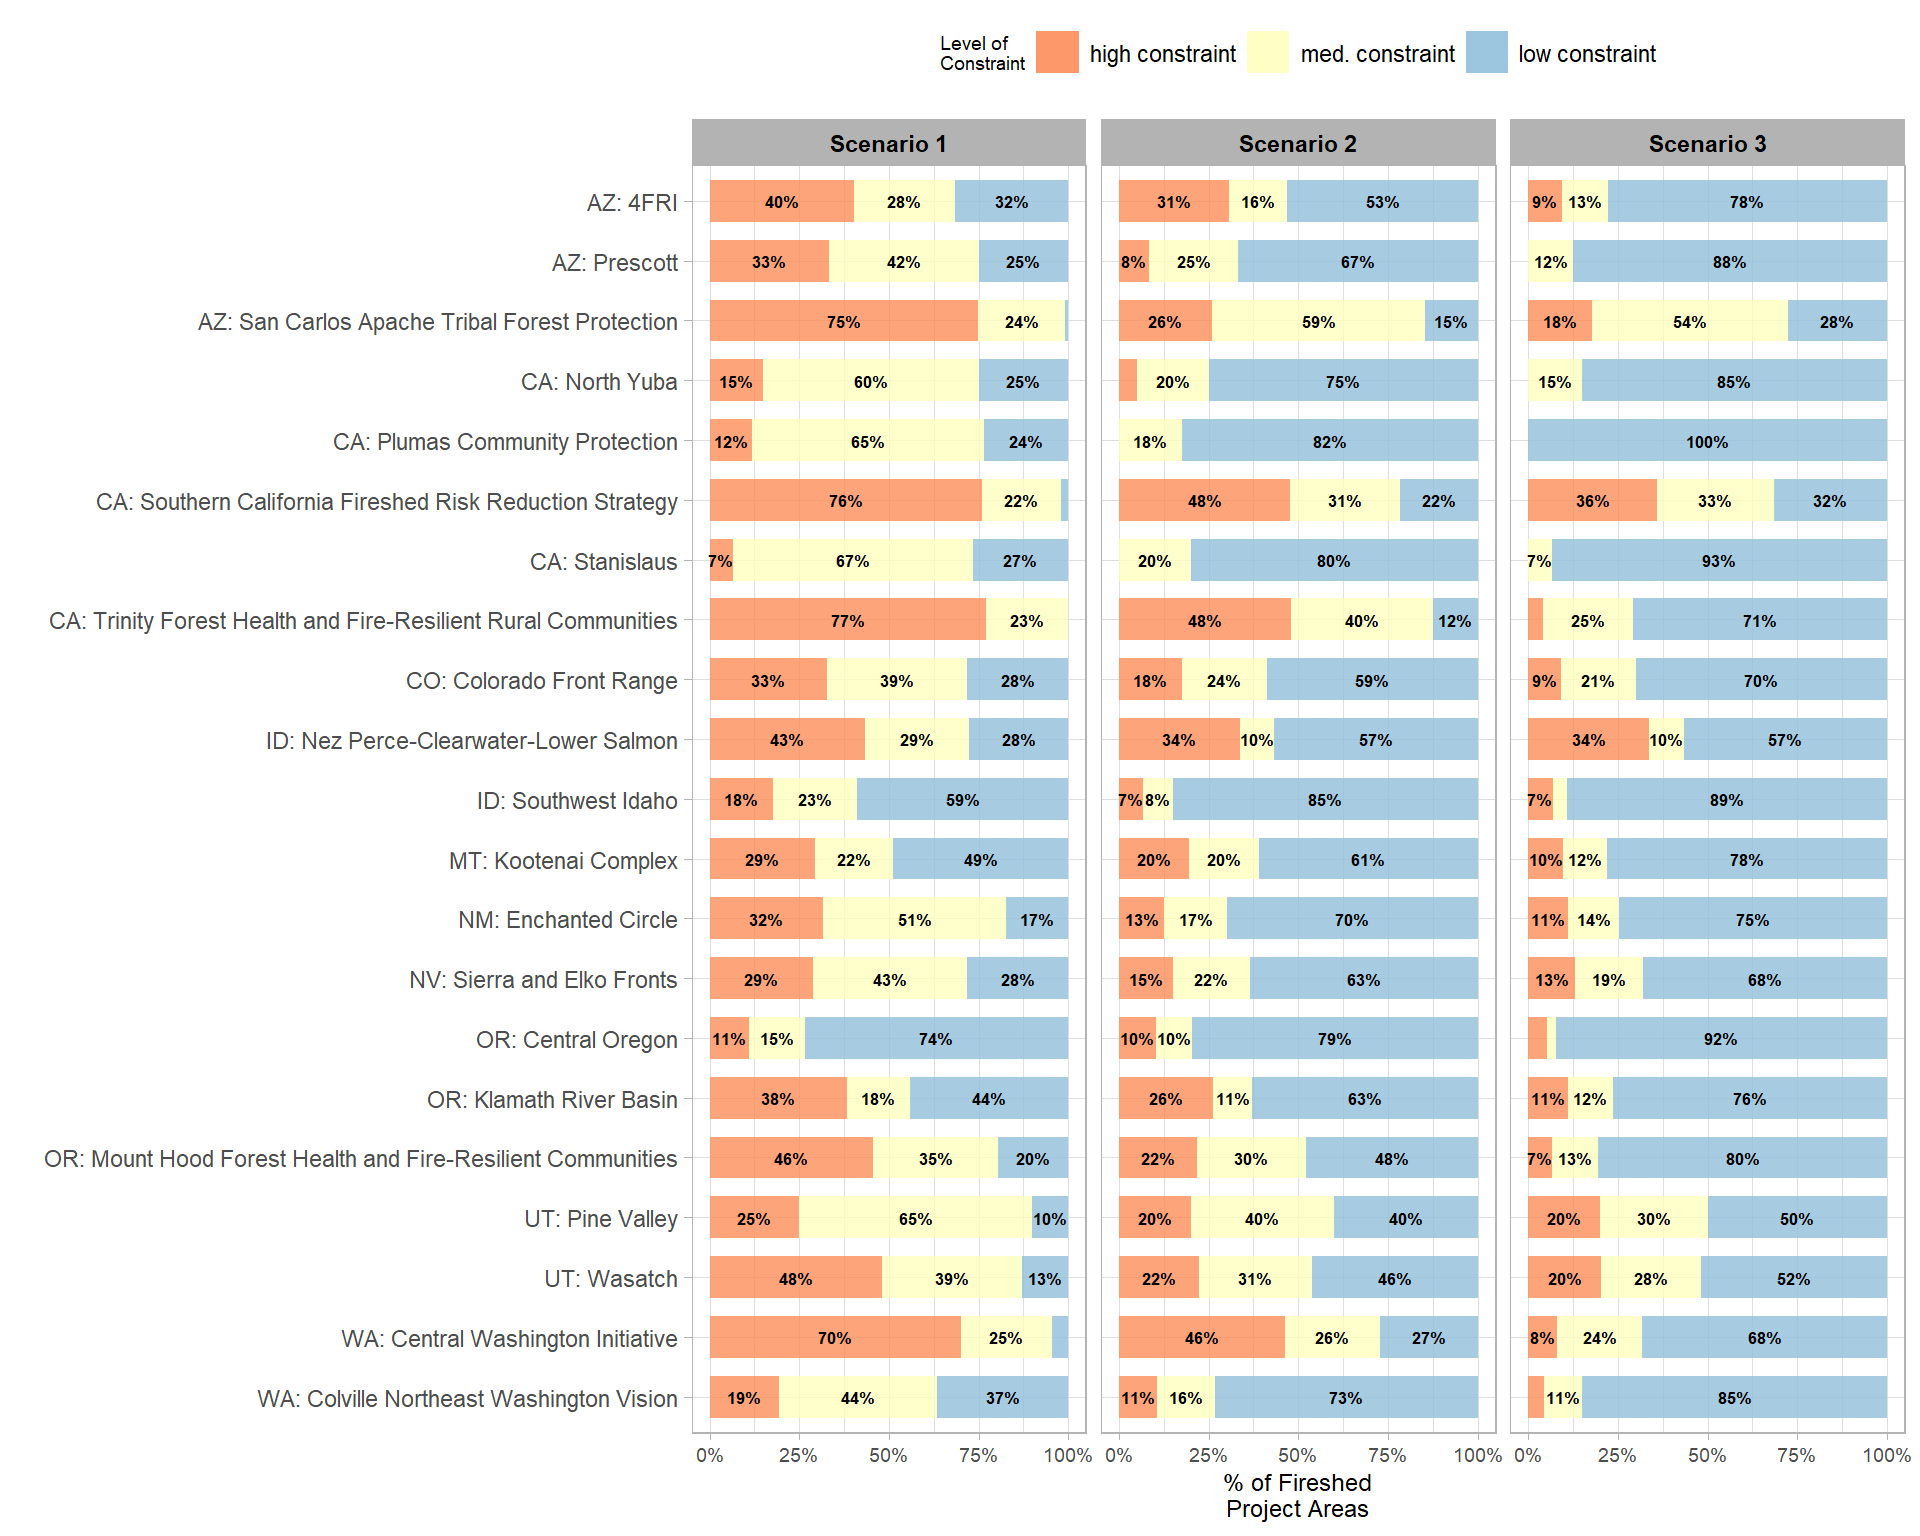 Level of
Constraint
high constraint med. constraint low constraint
Scenario 1 Scenario 2 Scenario 3
AZ: 4FRI 40% 28% 32% 31% 16% 53% 9% 13% 78%
AZ: Prescott 33% 42% 25% 8% 25% 67% 12% 88%
AZ: San Carlos Apache Tribal Forest Protection 75% 24% 26% 59% 15% 18% 54% 28%
CA: North Yuba 15% 60% 25% 20% 75% 15% 85%
CA: Plumas Community Protection 12% 65% 24% 18% 82% 100%
CA: Southern California Fireshed Risk Reduction Strategy 76% 22% 48% 31% 22% 36% 33% 32%
CA: Stanislaus 7% 67% 27% 20% 80% 7% 93%
CA: Trinity Forest Health and Fire-Resilient Rural Communities 77% 23% 48% 40% 12% 25% 71%
CO: Colorado Front Range 33% 39% 28% 18% 24% 59% 9% 21% 70%
ID: Nez Perce-Clearwater-Lower Salmon 43% 29% 28% 34% 10% 57% 34% 10% 57%
ID: Southwest Idaho 18% 23% 59% 7% 8% 85% 7% 89%
MT: Kootenai Complex 29% 22% 49% 20% 20% 61% 10% 12% 78%
NM: Enchanted Circle 32% 51% 17% 13% 17% 70% 11% 14% 75%
NV: Sierra and Elko Fronts 29% 43% 28% 15% 22% 63% 13% 19% 68%
OR: Central Oregon 11% 15% 74% 10% 10% 79% 92%
OR: Klamath River Basin 38% 18% 44% 26% 11% 63% 11% 12% 76%
OR: Mount Hood Forest Health and Fire-Resilient Communities 46% 35% 20% 22% 30% 48% 7% 13% 80%
UT: Pine Valley 25% 65% 10% 20% 40% 40% 20% 30% 50%
UT: Wasatch 48% 39% 13% 22% 31% 46% 20% 28% 52%
WA: Central Washington Initiative 70% 25% 46% 26% 27% 8% 24% 68%
WA: Colville Northeast Washington Vision 19% 44% 37% 11% 16% 73% 11% 85%
0% 25% 50% 75% 100% 0% 25% 50% 75% 100% 0% 25% 50% 75% 100%
% of Fireshed
Project Areas